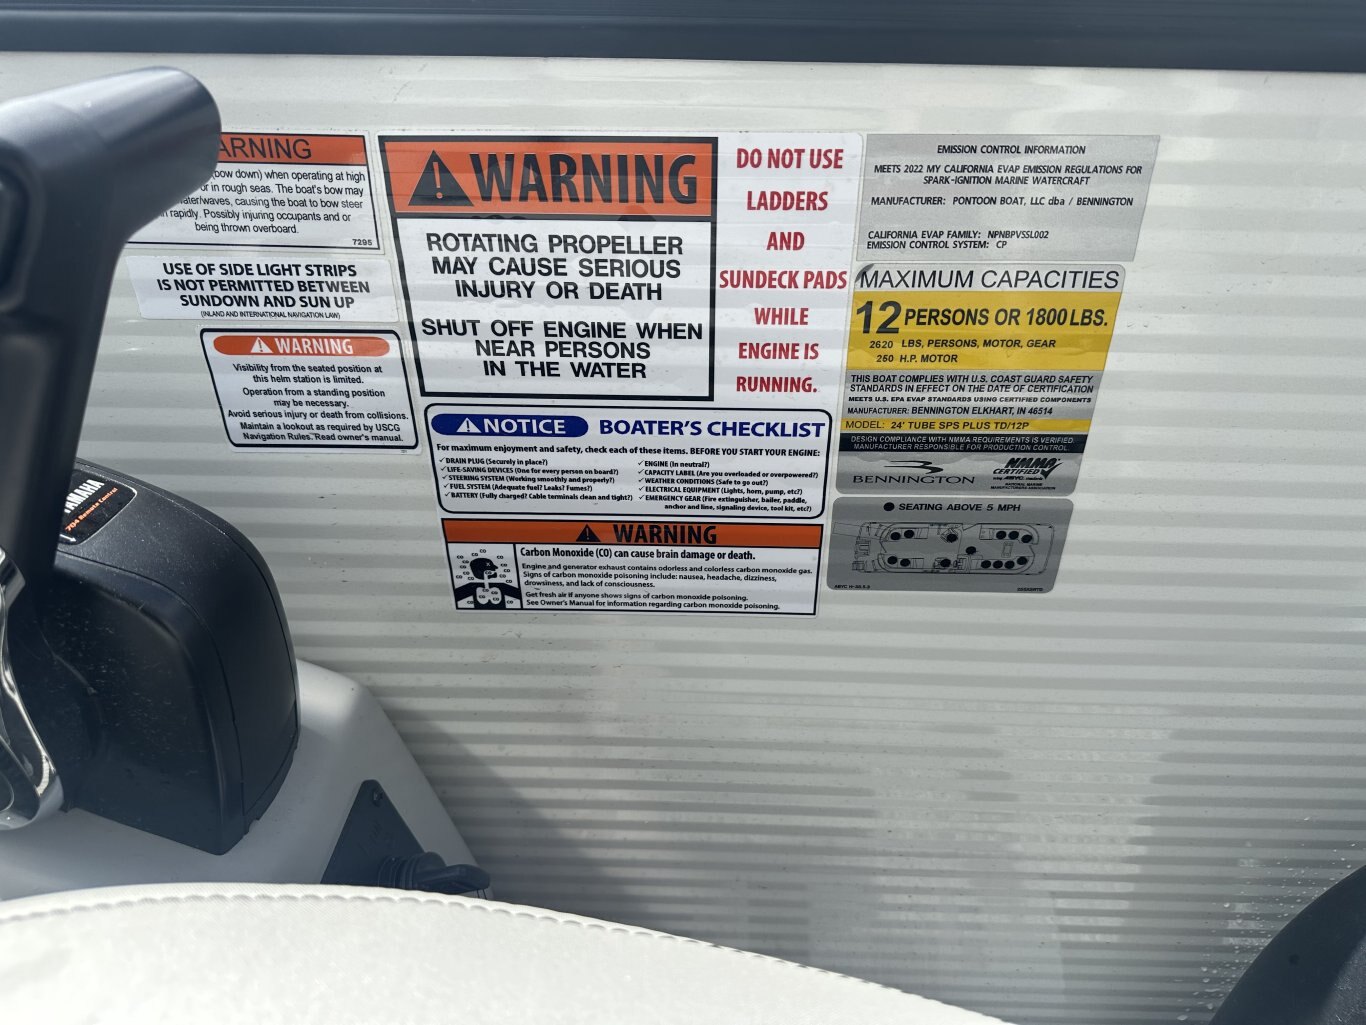 ARNING
(bow down) when operating at high
or in rough seas. The boat's bow may
water/waves, causing the boat to bow steer
rapidly. Possibly injuring occupants and or
being thrown overboard.
7295
USE OF SIDE LIGHT STRIPS
IS NOT PERMITTED BETWEEN
SUNDOWN AND SUN UP
(INLAND AND INTERNATIONAL NAVIGATION LAW)
WARNING
Visibility from the seated position at
this helm station is limited.
Operation from a standing position
may be necessary.
Avoid serious injury or death from collisions.
Maintain a lookout as required by USCG
Navigation Rules. Read owner's manual.
WARNING
ROTATING PROPELLER
MAY CAUSE SERIOUS
INJURY OR DEATH
SHUT OFF ENGINE WHEN
NEAR PERSONS
IN THE WATER
DO NOT USE
LADDERS
AND
SUNDECK PADS
WHILE
ENGINE IS
RUNNING.
NOTICE BOATER'S CHECKLIST
For maximum enjoyment and safety, check each of these items. BEFORE YOU START YOUR ENGINE:
✓ DRAIN PLUG (Securely in place?)
✓ LIFE-SAVING DEVICES (One for every person on board?)
✓ STEERING SYSTEM (Working smoothly and properly?)
✓ FUEL SYSTEM (Adequate fuel? Leaks? Fumes?)
✓ BATTERY (Fully charged? Cable terminals clean and tight?)
✓ ENGINE (In neutral?)
✓ CAPACITY LABEL (Are you overloaded or overpowered?)
✓ WEATHER CONDITIONS (Safe to go out?)
✓ ELECTRICAL EQUIPMENT (Lights, horn, pump, etc?)
✓ EMERGENCY GEAR (Fire extinguisher, bailer, paddle,
anchor and line, signaling device, tool kit, etc?)
WARNING
Carbon Monoxide (CO) can cause brain damage or death.
Engine and generator exhaust contains odorless and colorless carbon monoxide gas.
Signs of carbon monoxide poisoning include: nausea, headache, dizziness,
drowsiness, and lack of consciousness.
Get fresh air if anyone shows signs of carbon monoxide poisoning.
See Owner's Manual for information regarding carbon monoxide poisoning.
EMISSION CONTROL INFORMATION
MEETS 2022 MY CALIFORNIA EVAP EMISSION REGULATIONS FOR
SPARK-IGNITION MARINE WATERCRAFT
MANUFACTURER: PONTOON BOAT, LLC dba / BENNINGTON
CALIFORNIA EVAP FAMILY: NPNBPVSSL002
EMISSION CONTROL SYSTEM: CP
MAXIMUM CAPACITIES
12 PERSONS OR 1800 LBS.
2620 LBS, PERSONS, MOTOR, GEAR
250 H.P. MOTOR
THIS BOAT COMPLIES WITH U.S. COAST GUARD SAFETY
STANDARDS IN EFFECT ON THE DATE OF CERTIFICATION
MEETS U.S. EPA EVAP STANDARDS USING CERTIFIED COMPONENTS
MANUFACTURER: BENNINGTON ELKHART, IN 46514
MODEL: 24' TUBE SPS PLUS TD/12P
DESIGN COMPLIANCE WITH NMMA REQUIREMENTS IS VERIFIED.
MANUFACTURER RESPONSIBLE FOR PRODUCTION CONTROL.
BENNINGTON
NMMA
CERTIFIED
using ABYC standards
NATIONAL MARINE
MANUFACTURERS ASSOCIATION
SEATING ABOVE 5 MPH
YAMAHA
704 Remote Control